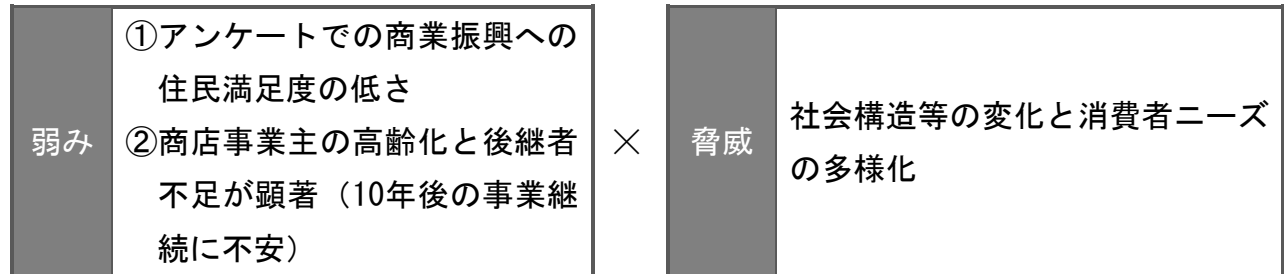 弱み
①アンケートでの商業振興への
住民満足度の低さ
②商店事業主の高齢化と後継者
不足が顕著（10年後の事業継
続に不安）
×
脅威
社会構造等の変化と消費者ニーズ
の多様化